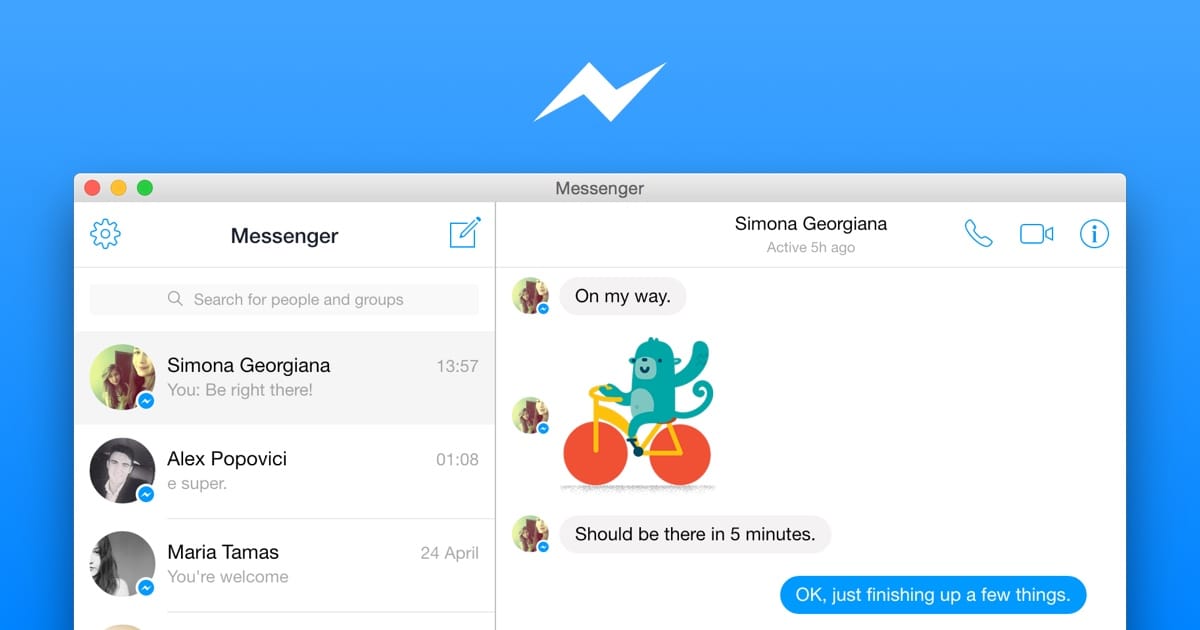 Messenger
Messenger
Search for people and groups
Simona Georgiana
13:57
You: Be right there!
Alex Popovici
01:08
e super.
Maria Tamas
24 April
You're welcome
Simona Georgiana
Active 5h ago
On my way.
Should be there in 5 minutes.
OK, just finishing up a few things.